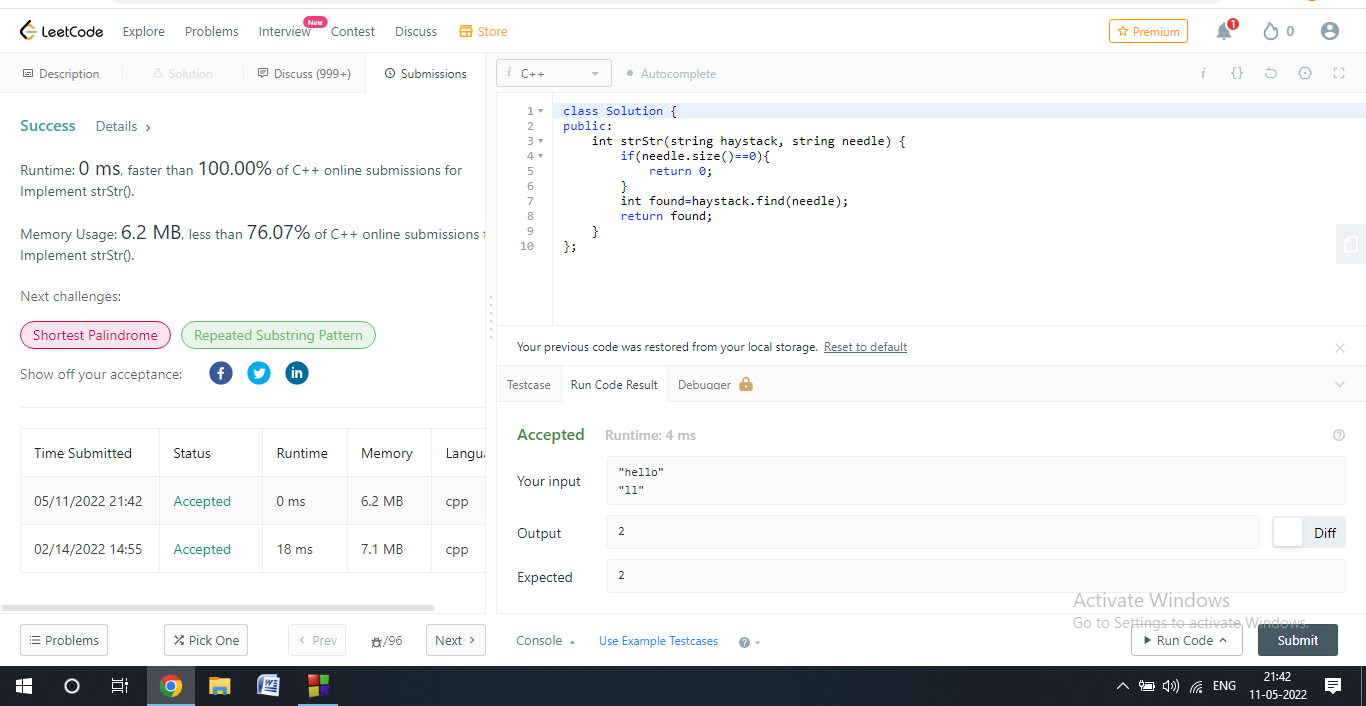 LeetCode Explore Problems Interview New Contest Discuss Store Premium 1 0
Description Solution Discuss (999+) Submissions
i C++ Autocomplete i {}
Success Details >
Runtime: 0 ms, faster than 100.00% of C++ online submissions for
Implement strStr().
Memory Usage: 6.2 MB, less than 76.07% of C++ online submissions
Implement strStr().
Next challenges:
Shortest Palindrome Repeated Substring Pattern
Show off your acceptance:
Time Submitted Status Runtime Memory Langu
05/11/2022 21:42 Accepted 0 ms 6.2 MB cpp
02/14/2022 14:55 Accepted 18 ms 7.1 MB cpp
1 class Solution {
2 public:
3 int strStr(string haystack, string needle) {
4 if(needle.size()==0){
5 return 0;
6 }
7 int found=haystack.find(needle);
8 return found;
9 }
10 };
Your previous code was restored from your local storage. Reset to default
Testcase Run Code Result Debugger
Accepted Runtime: 4 ms
Your input
"hello"
"ll"
Output 2 Diff
Expected 2
Activate Windows
Go to Settings to activate Windows.
Problems Pick One < Prev /96 Next >
Console Use Example Testcases Run Code Submit
ENG 21:42
11-05-2022